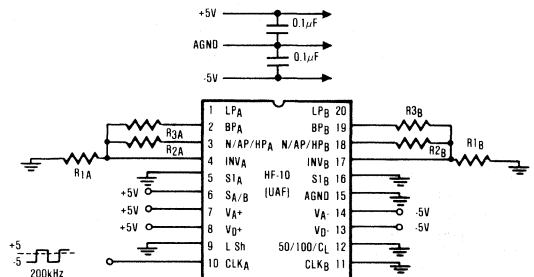 +5V
0.1μF
AGND
0.1μF
-5V
1 LPA LPB 20
2 BPA BPB 19
3 N/AP/HPA N/AP/HPB 18
4 INVA INVB 17
5 S1A HF-10 S1B 16
6 SA/B (UAF) AGND 15
7 VA+ VA- 14
8 VD+ VD- 13
9 L Sh 50/100/CL 12
10 CLKA CLKB 11
R3A
R2A
R1A
R3B
R2B
R1B
+5V
+5V
+5V
-5V
-5V
+5
-5
200kHz